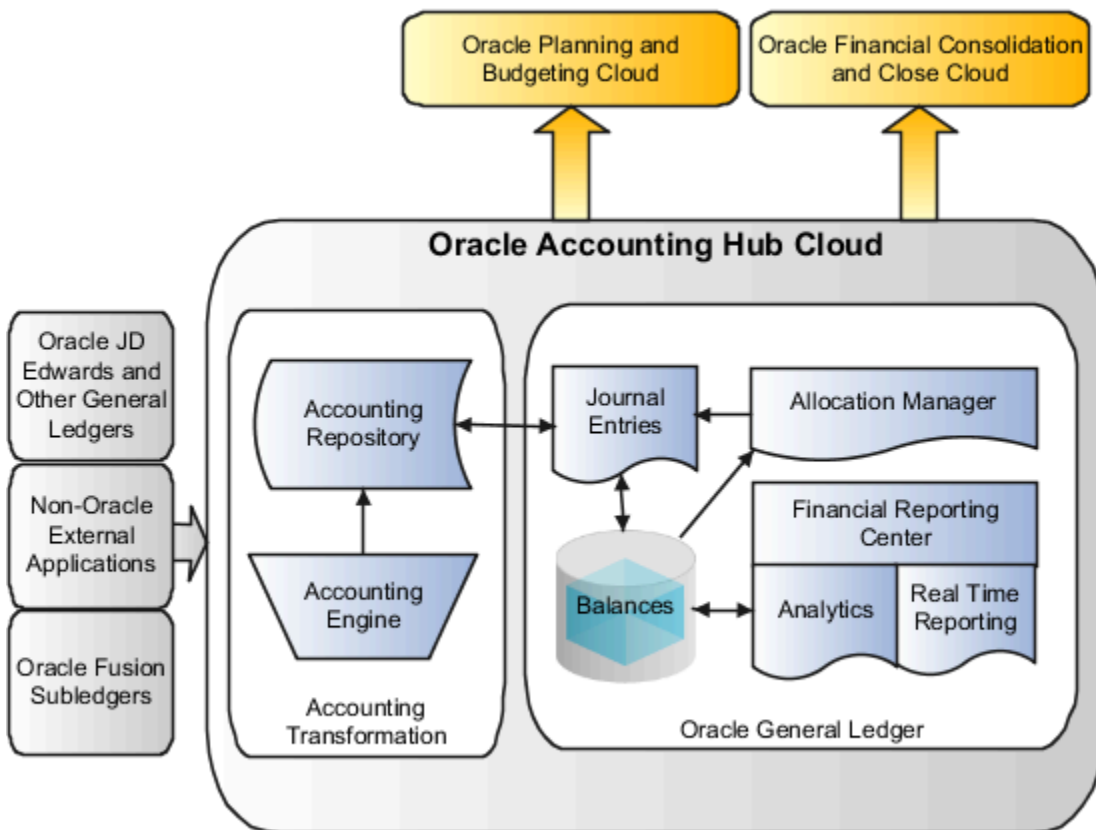 Oracle Planning and
Budgeting Cloud
Oracle Financial Consolidation
and Close Cloud
Oracle Accounting Hub Cloud
Oracle JD
Edwards and
Other General
Ledgers
Non-Oracle
External
Applications
Oracle Fusion
Subledgers
Accounting
Repository
Accounting
Engine
Accounting
Transformation
Journal
Entries
Allocation Manager
Financial Reporting
Center
Balances
Analytics
Real Time
Reporting
Oracle General Ledger